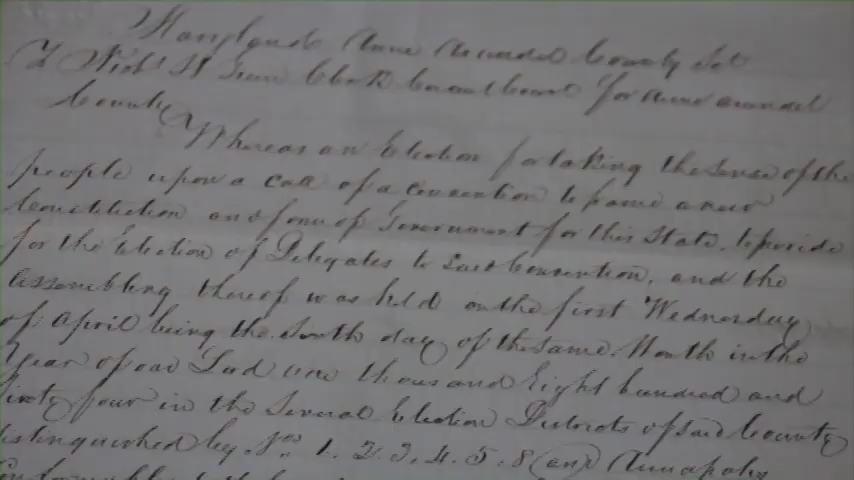 Maryland Anne Arundel County Sct
I Nichs H Green Clerk Circuit Court for Anne Arundel
County
Whereas an Election for taking the sense of the
people upon a call of a convention to frame a new
Constitution and form of Government for this State, to provide
for the Election of Delegates to said Convention, and the
Assembling thereof was held on the first Wednesday
of April being the Sixth day of the same Month in the
Year of our Lord one thousand Eight hundred and
Sixty four in the Several Election Districts of said County
distinguished by Nos 1. 2. 3. 4. 5. 8 (and) Annapolis